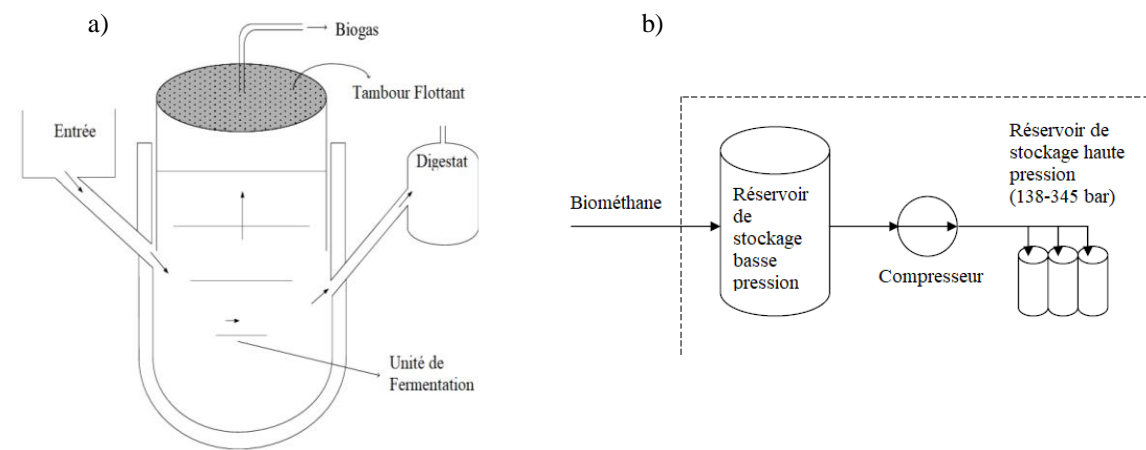 a)
Biogas
Tambour Flottant
Entrée
Digestat
Unité de
Fermentation
b)
Biométhane
Réservoir
de
stockage
basse
pression
Compresseur
Réservoir de
stockage haute
pression
(138-345 bar)